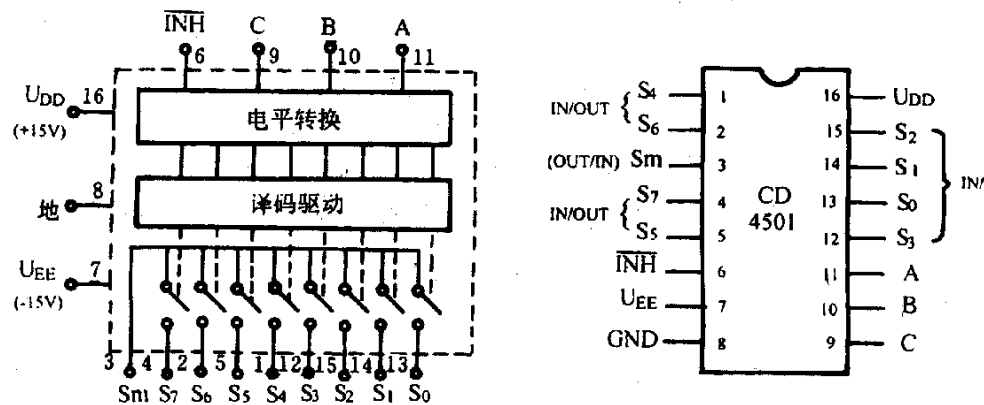 INH C B A
6 9 10 11
UDD 16
(+15V)
电平转换
地 8
译码驱动
UEE 7
(-15V)
3 4 2 5 1 12 15 14 13
Sm S7 S6 S5 S4 S3 S2 S1 S0
IN/OUT { S4 1 16 UDD
S6 2 15 S2
(OUT/IN) Sm 3 14 S1
IN/OUT { S7 4 13 S0
S5 5 12 S3
} IN/
CD
4501
INH 6 11 A
UEE 7 10 B
GND 8 9 C